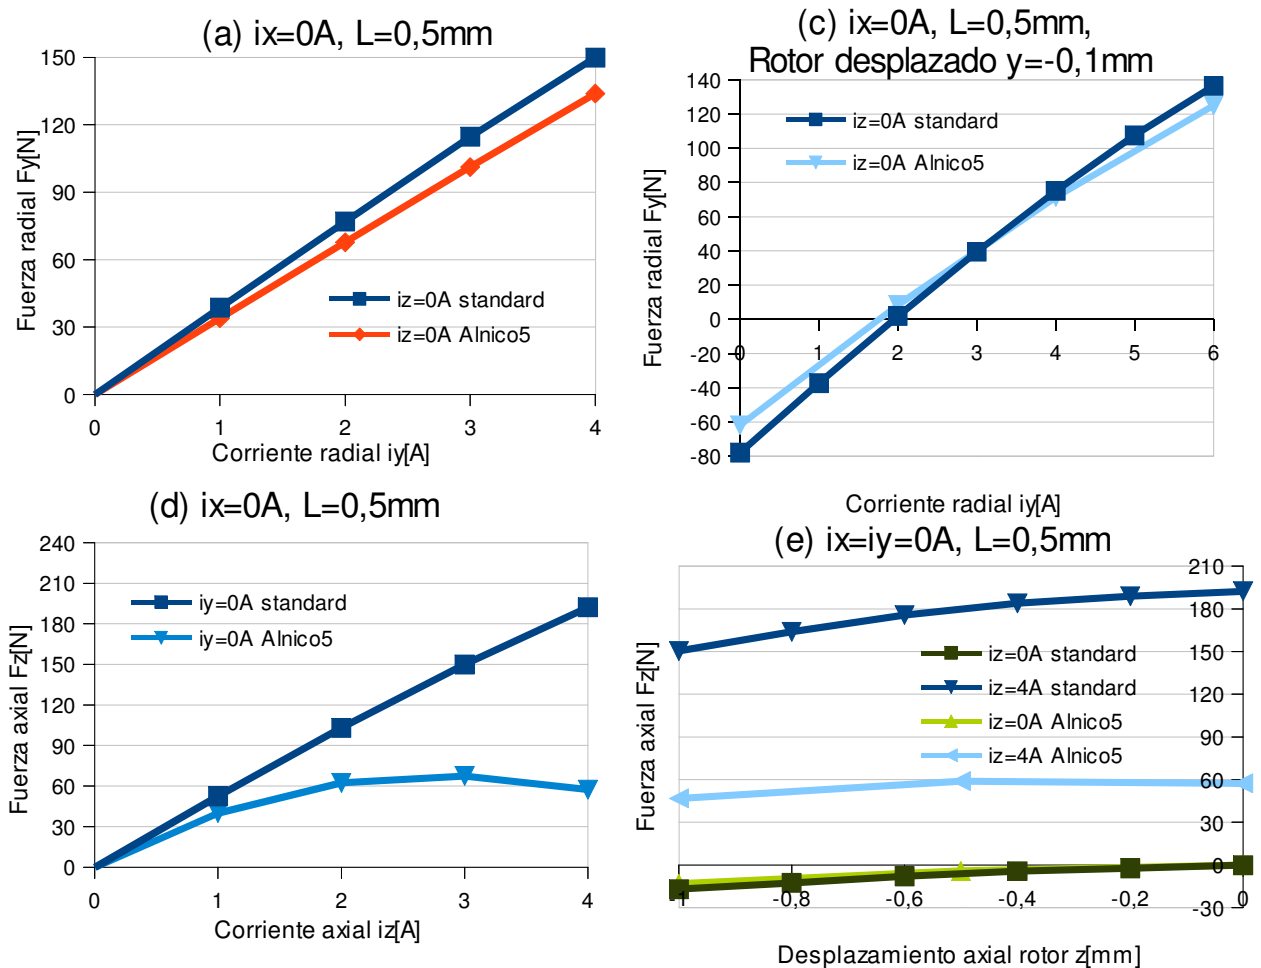 (a) ix=0A, L=0,5mm
150
120
90
60
30
0
0 1 2 3 4
Fuerza radial Fy[N]
iz=0A standard
iz=0A Alnico5
Corriente radial iy[A]
(c) ix=0A, L=0,5mm,
Rotor desplazado y=-0,1mm
140
120
100
80
60
40
20
0
-20
-40
-60
-80
0 1 2 3 4 5 6
Fuerza radial Fy[N]
iz=0A standard
iz=0A Alnico5
Corriente radial iy[A]
(d) ix=0A, L=0,5mm
240
210
180
150
120
90
60
30
0
0 1 2 3 4
Fuerza axial Fz[N]
iy=0A standard
iy=0A Alnico5
Corriente axial iz[A]
(e) ix=iy=0A, L=0,5mm
210
180
150
120
90
60
30
0
-30
-1 -0,8 -0,6 -0,4 -0,2 0
Fuerza axial Fz[N]
iz=0A standard
iz=4A standard
iz=0A Alnico5
iz=4A Alnico5
Desplazamiento axial rotor z[mm]